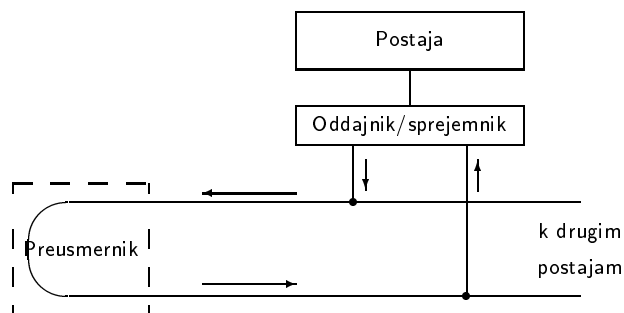 Postaja
Oddajnik/sprejemnik
k drugim
Preusmernik
postajam